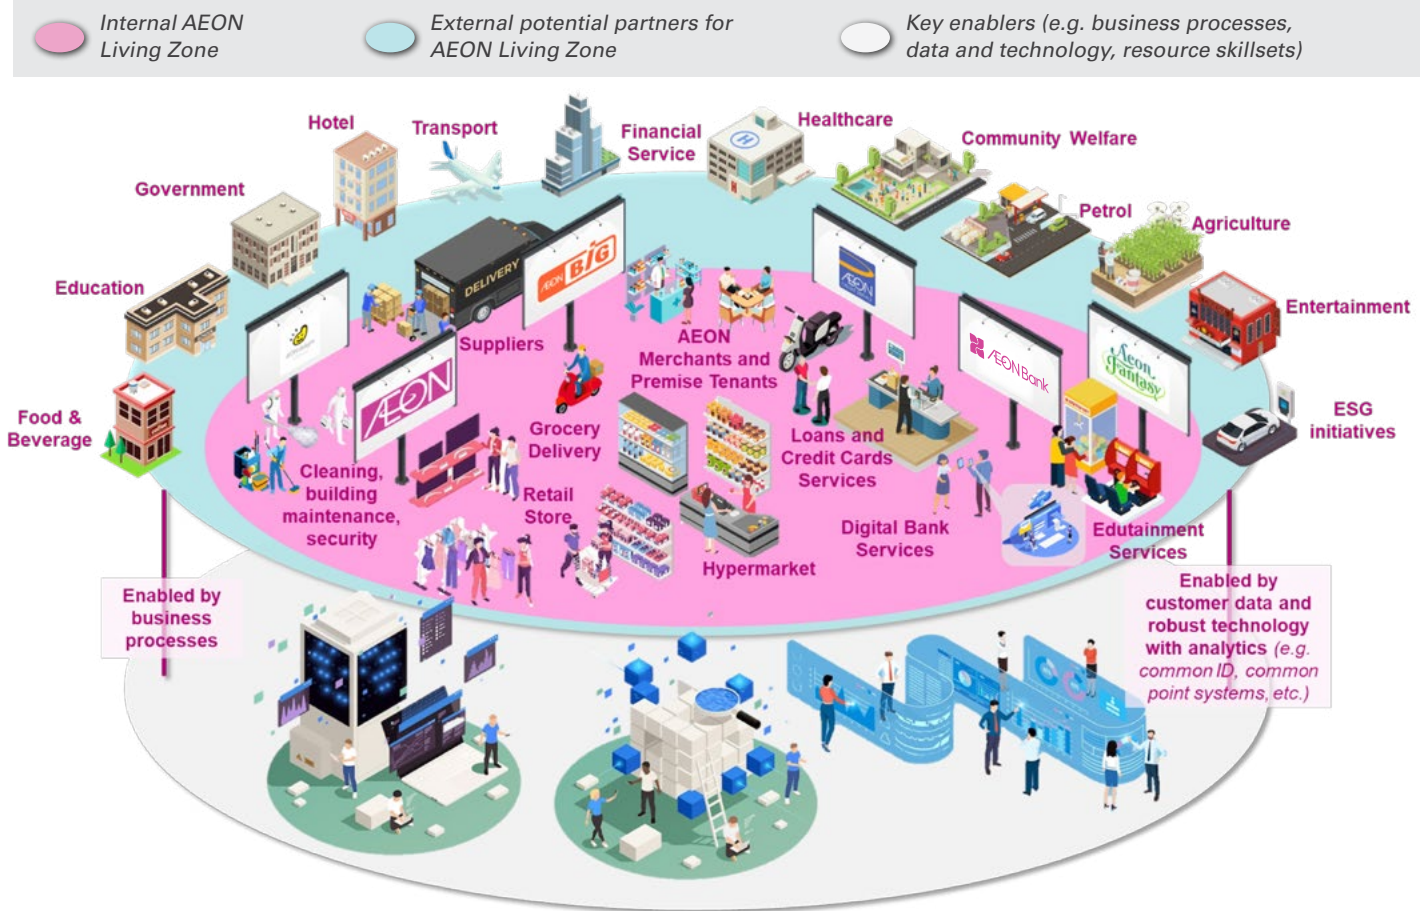 Internal AEON
Living Zone
External potential partners for
AEON Living Zone
Key enablers (e.g. business processes,
data and technology, resource skillsets)
Hotel
Transport
Financial
Service
Healthcare
Community Welfare
Government
Petrol
Agriculture
Education
Entertainment
DELIVERY
ÆON BiG
ÆON
Suppliers
AEON
Merchants and
Premise Tenants
ÆON Bank
Aeon
Fantasy
ÆON
Food &
Beverage
ESG
initiatives
Grocery
Delivery
Loans and
Credit Cards
Services
Cleaning,
building
maintenance,
security
Retail
Store
Digital Bank
Services
Edutainment
Services
Hypermarket
Enabled by
business
processes
Enabled by
customer data and
robust technology
with analytics (e.g.
common ID, common
point systems, etc.)